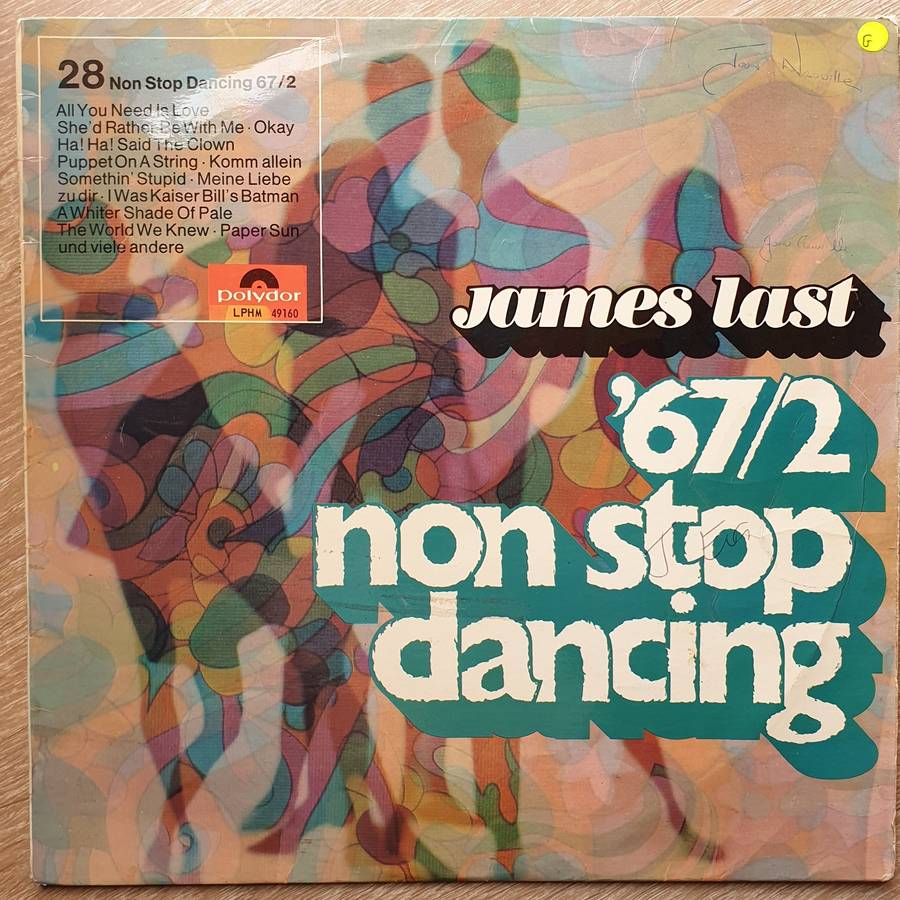 28 Non Stop Dancing 67/2
All You Need Is Love
She'd Rather Be With Me · Okay
Ha! Ha! Said The Clown
Puppet On A String · Komm allein
Somethin' Stupid · Meine Liebe
zu dir · I Was Kaiser Bill's Batman
A Whiter Shade Of Pale
The World We Knew · Paper Sun
und viele andere
polydor
LPHM 49160
G
James last
'67/2
non stop
dancing